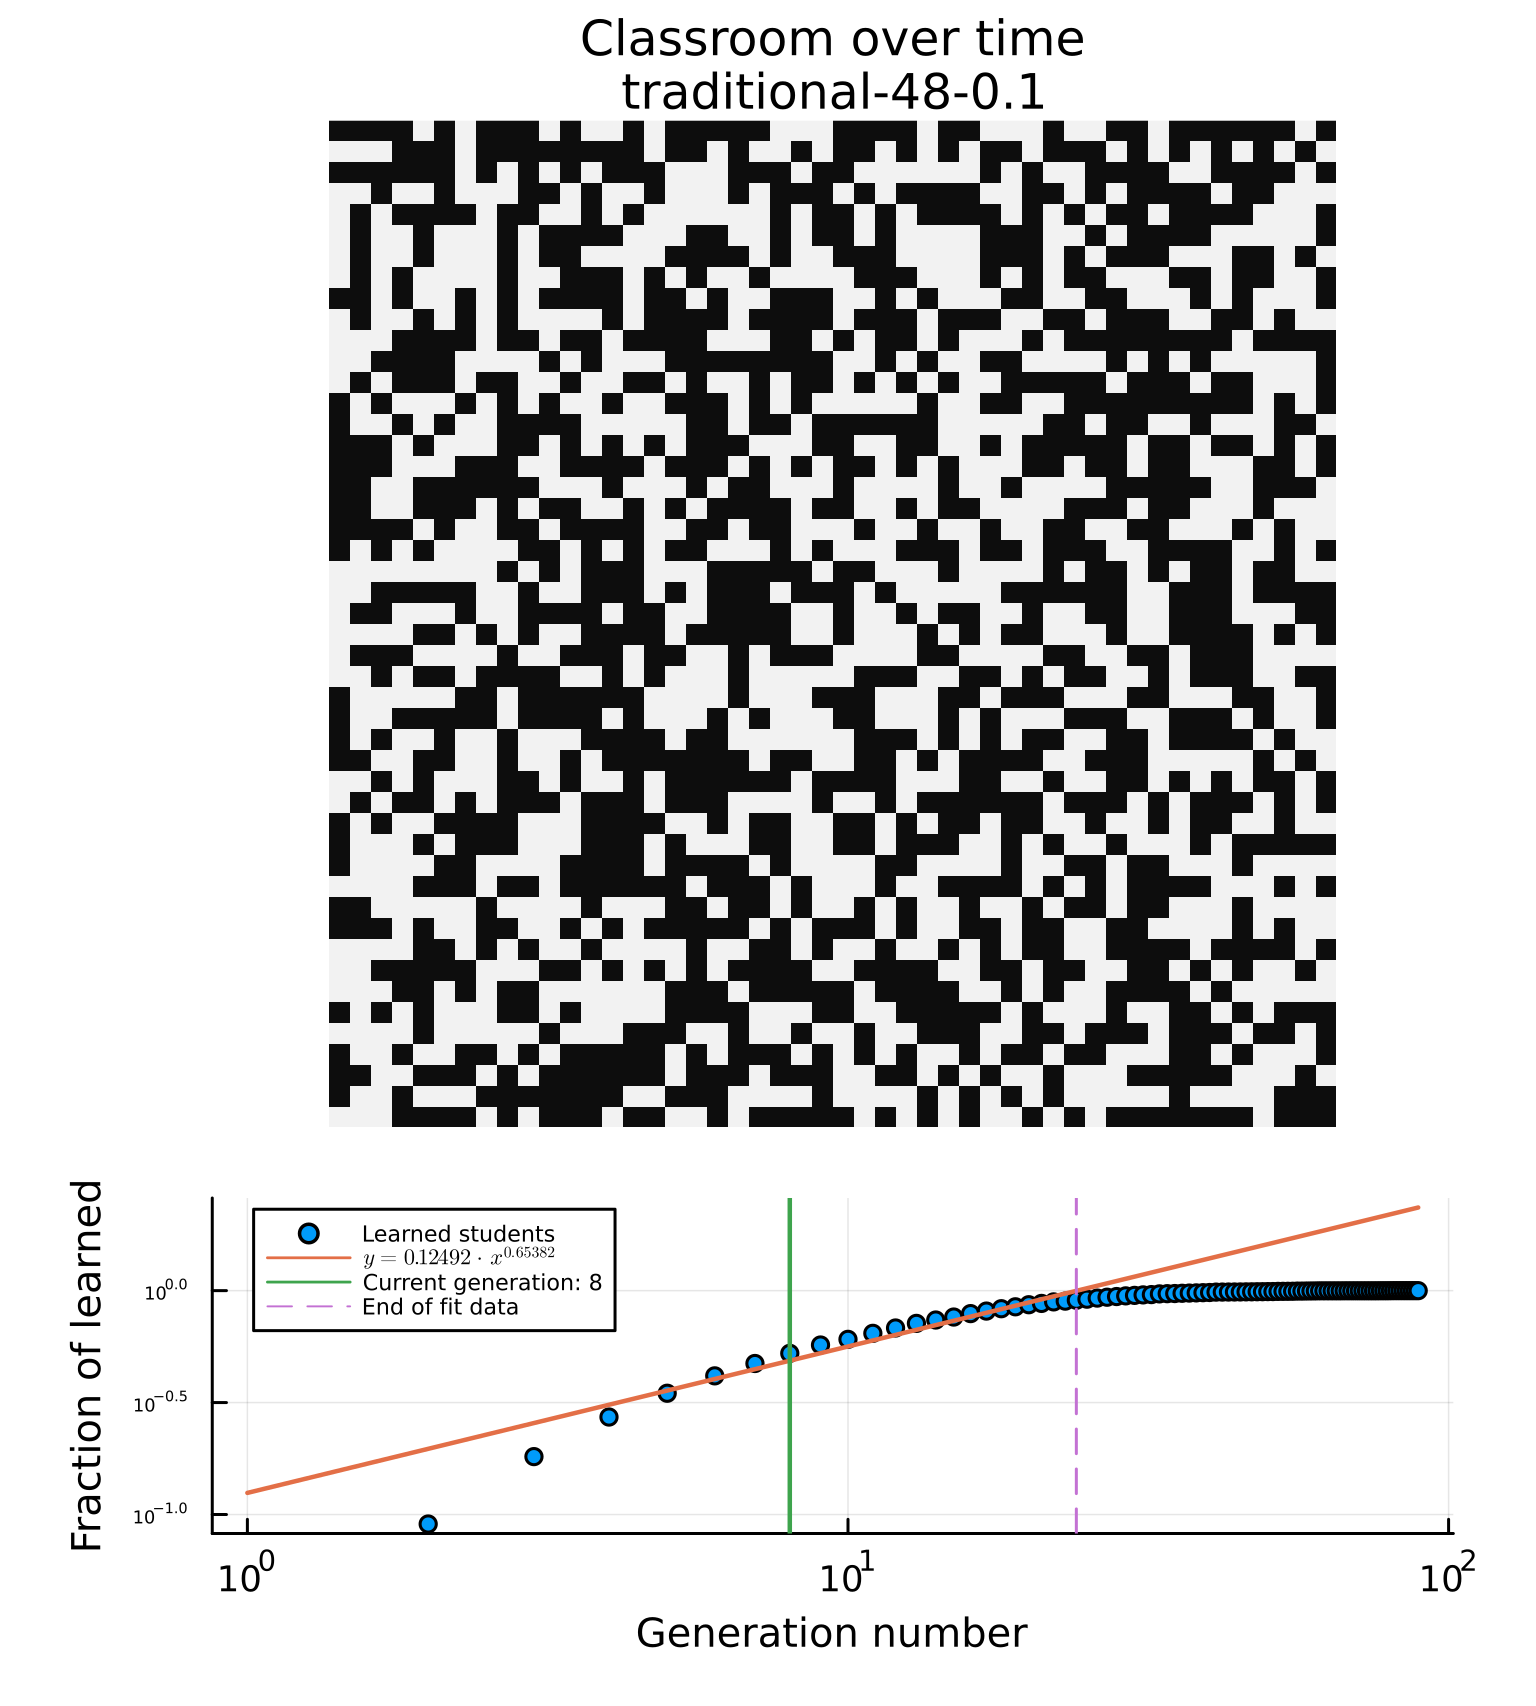 Classroom over time
traditional-48-0.1
Fraction of learned
Learned students
y = 0.12492 · x^0.65382
Current generation: 8
End of fit data
10^0.0
10^−0.5
10^−1.0
10^0 10^1 10^2
Generation number